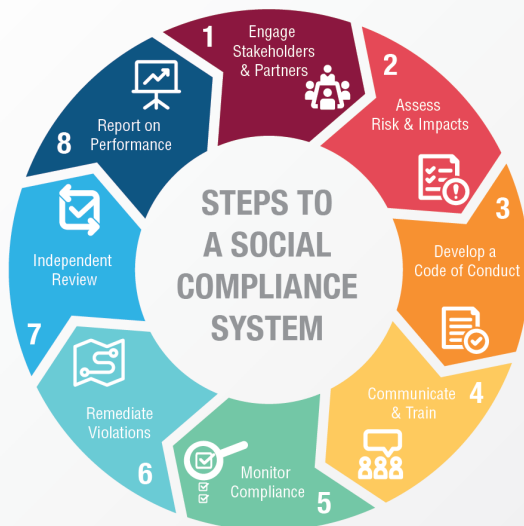 STEPS TO
A SOCIAL
COMPLIANCE
SYSTEM
1
Engage
Stakeholders
& Partners
2
Assess
Risk & Impacts
3
Develop a
Code of Conduct
4
Communicate
& Train
5
Monitor
Compliance
6
Remediate
Violations
7
Independent
Review
8
Report on
Performance